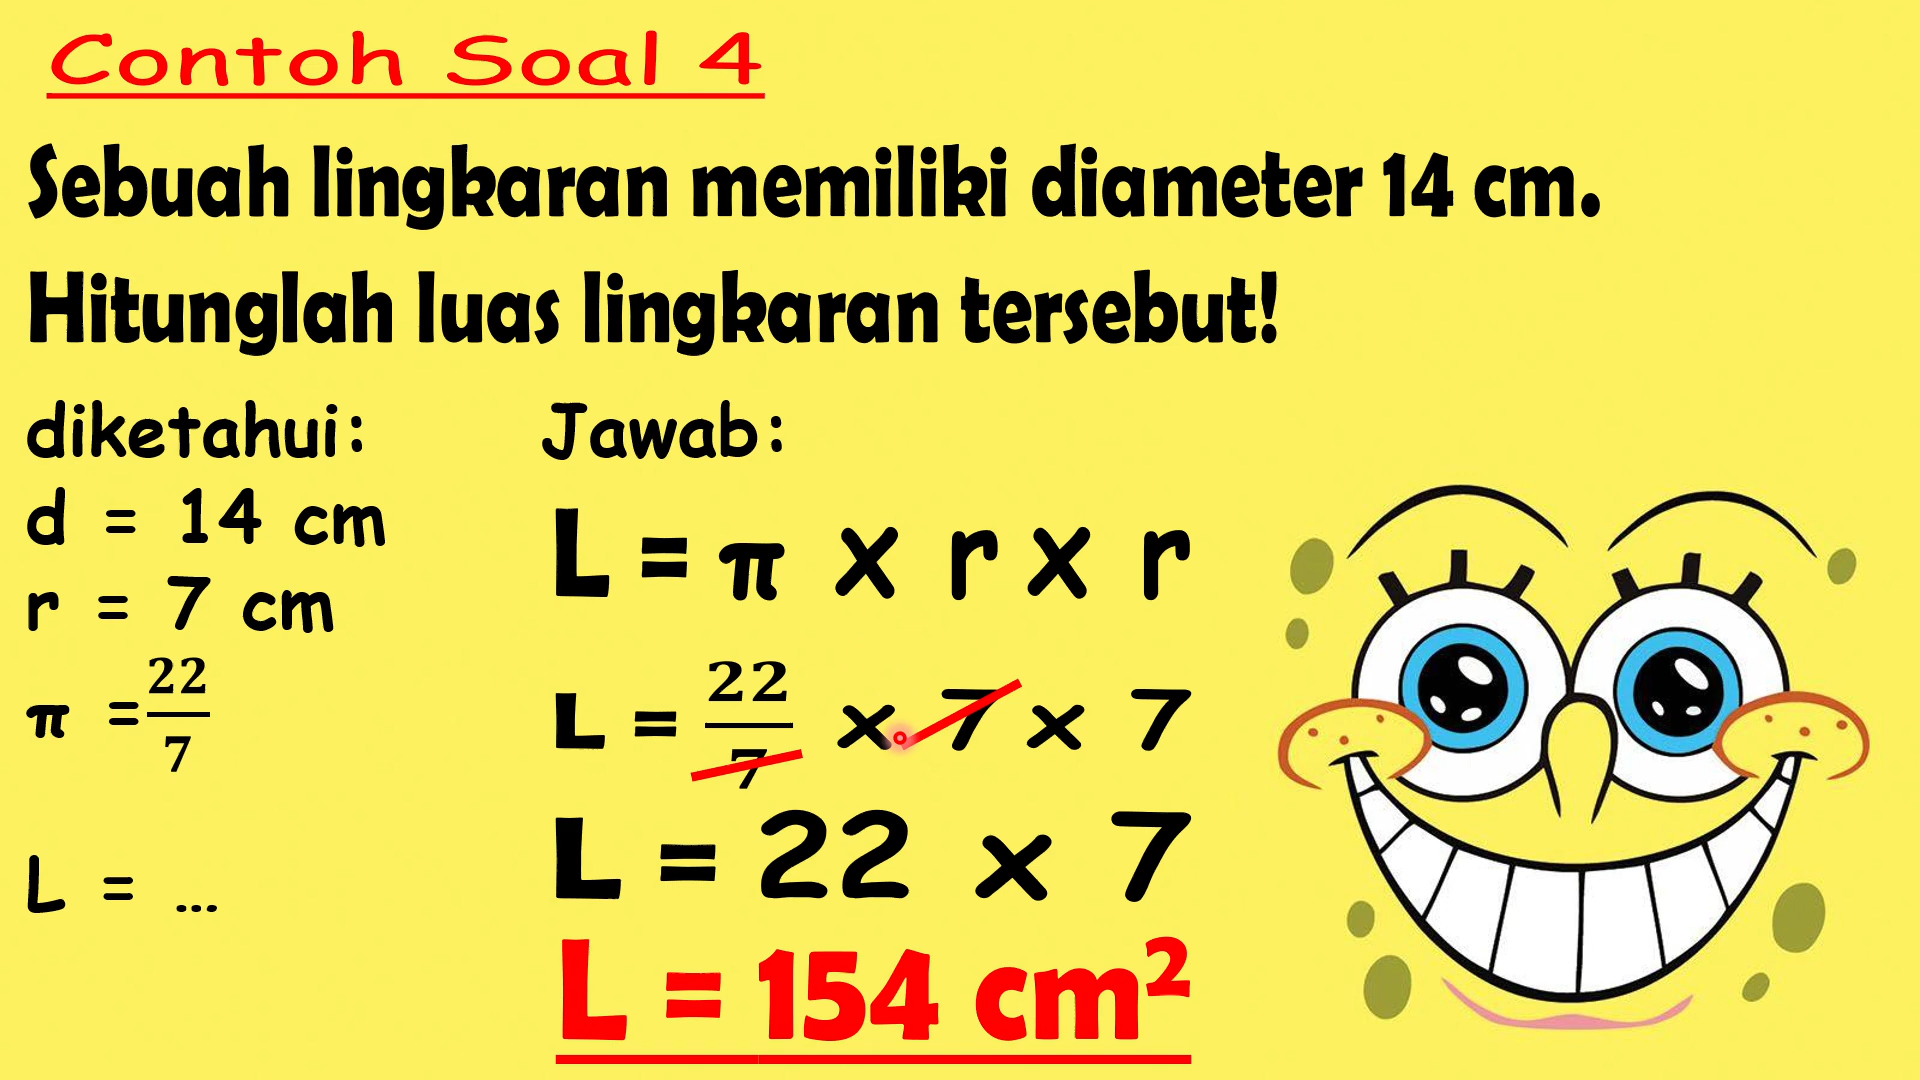 Contoh Soal 4
Sebuah lingkaran memiliki diameter 14 cm.
Hitunglah luas lingkaran tersebut!
diketahui:
d = 14 cm
r = 7 cm
π = 22/7
L = ...
Jawab:
L = π x r x r
L = 22/7 x 7 x 7
L = 22 x 7
L = 154 cm²